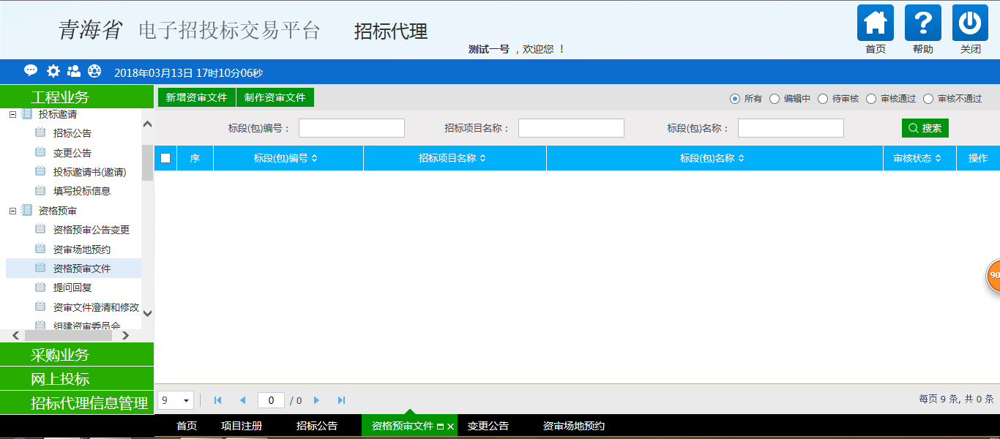 青海省 电子招投标交易平台 招标代理
测试一号 ，欢迎您 ！
首页 帮助 关闭
2018年03月13日 17时10分06秒
工程业务
投标邀请
招标公告
变更公告
投标邀请书(邀请)
填写投标信息
资格预审
资格预审公告变更
资审场地预约
资格预审文件
提问回复
资审文件澄清和修改
组建资审委员会
采购业务
网上投标
招标代理信息管理
新增资审文件 制作资审文件
所有 编辑中 待审核 审核通过 审核不通过
标段(包)编号： 招标项目名称： 标段(包)名称： 搜索
序 标段(包)编号 招标项目名称 标段(包)名称 审核状态 操作
90
9 0 / 0 每页 9 条, 共 0 条
首页 项目注册 招标公告 资格预审文件 变更公告 资审场地预约